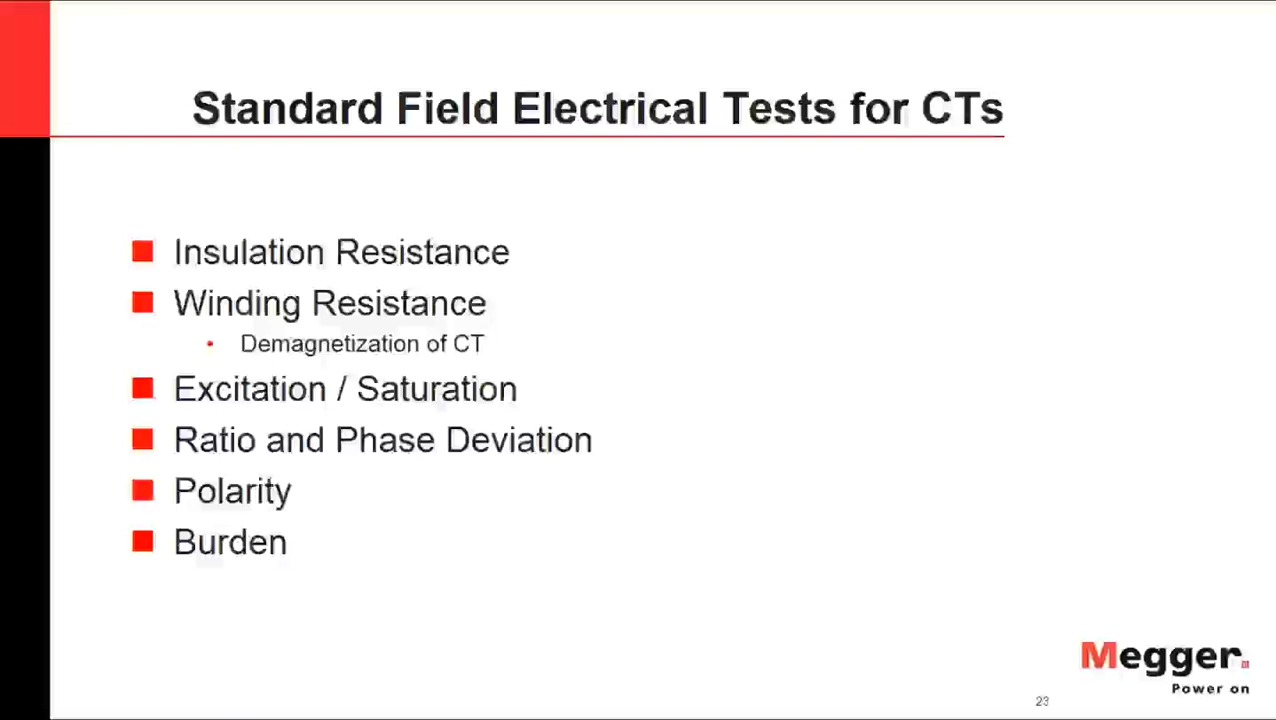 Standard Field Electrical Tests for CTs
Insulation Resistance
Winding Resistance
Demagnetization of CT
Excitation / Saturation
Ratio and Phase Deviation
Polarity
Burden
Megger.
Power on
23